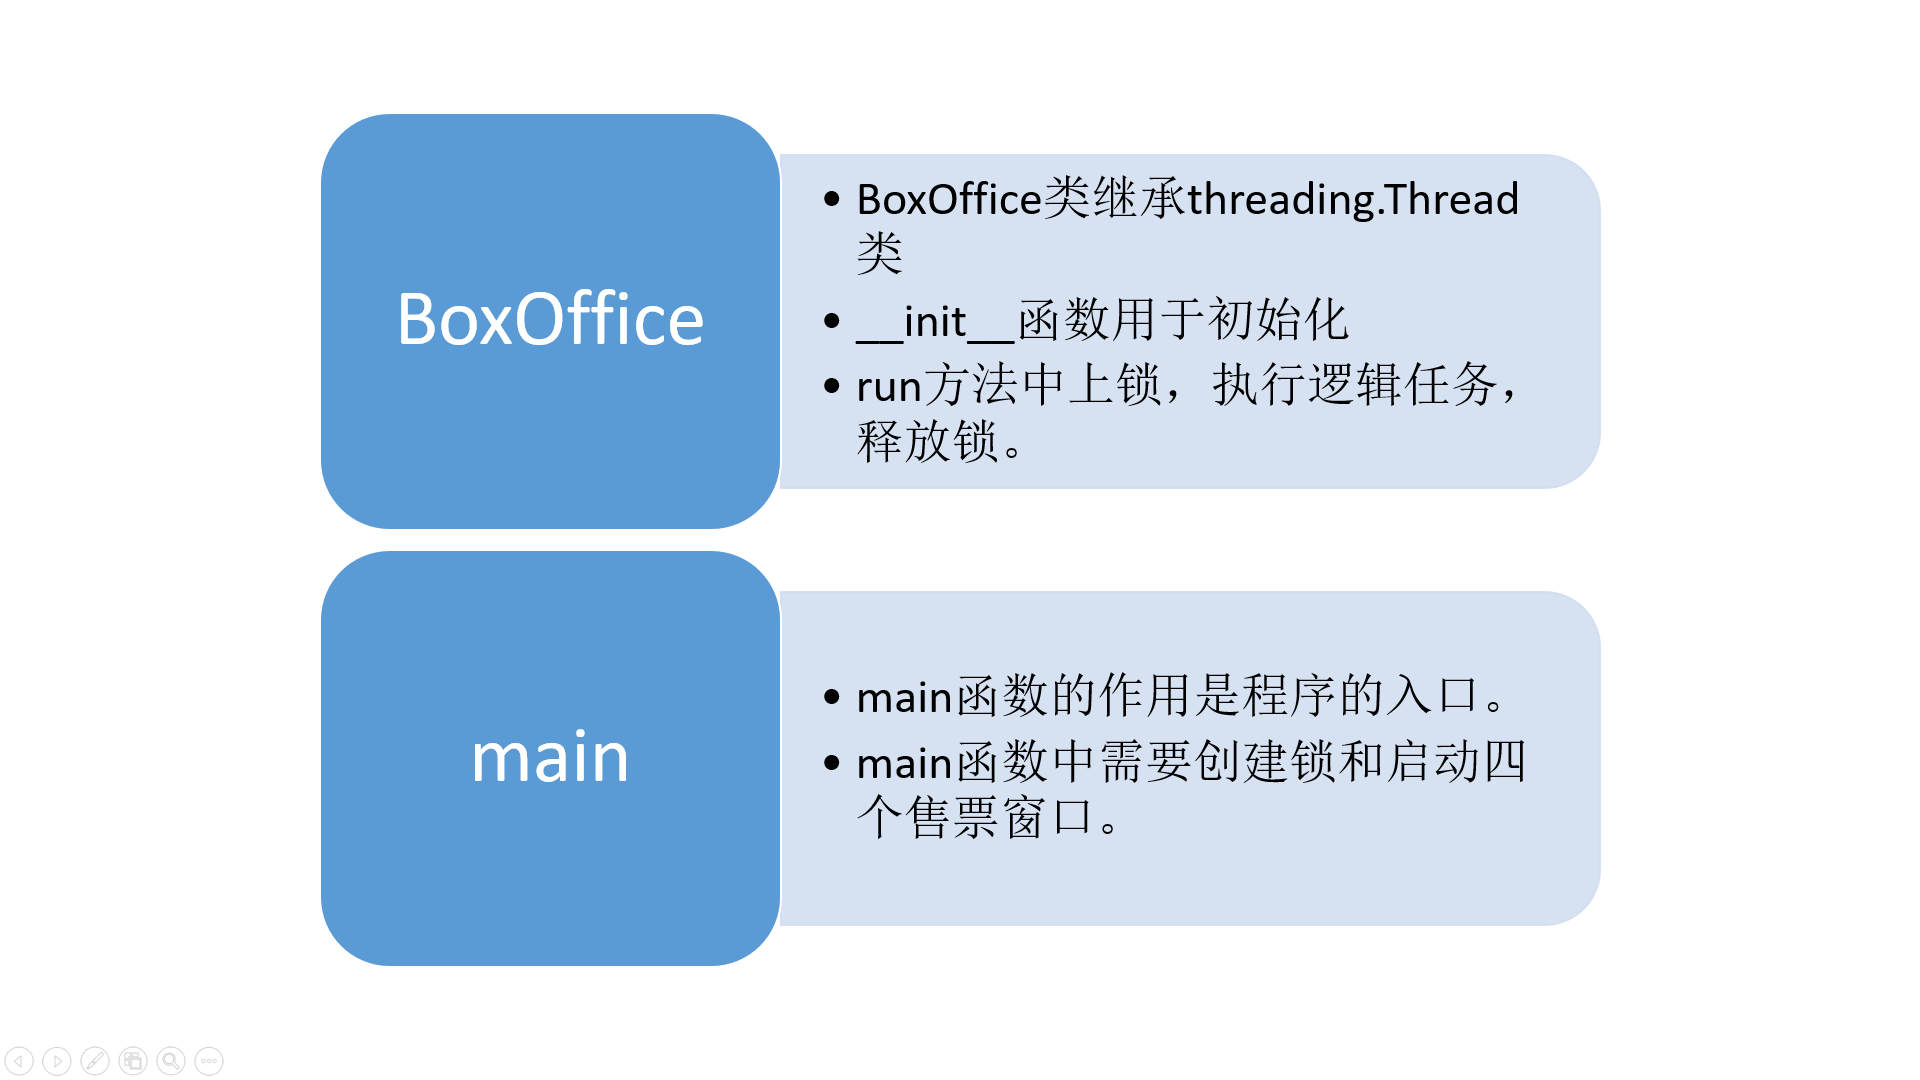 BoxOffice
• BoxOffice类继承threading.Thread
类
• __init__函数用于初始化
• run方法中上锁，执行逻辑任务，
释放锁。
main
• main函数的作用是程序的入口。
• main函数中需要创建锁和启动四
个售票窗口。